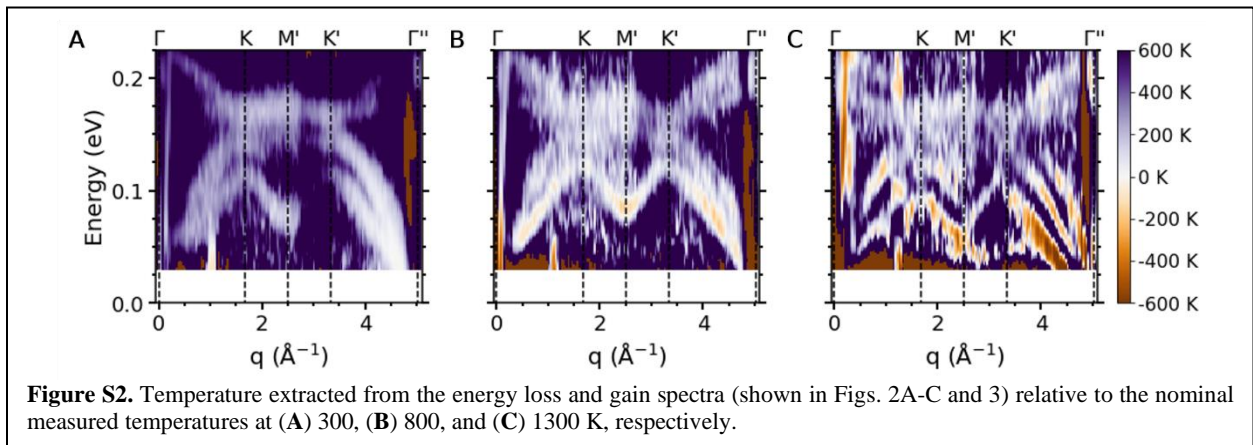 A Γ K M' K'
B Γ K M' K'
C Γ K M' K' Γ''
Γ''
Energy (eV)
0.2
0.1
0.0
0 2 4
q (Å⁻¹)
0 2 4
q (Å⁻¹)
0 2 4
q (Å⁻¹)
600 K
400 K
200 K
0 K
-200 K
-400 K
-600 K
Figure S2. Temperature extracted from the energy loss and gain spectra (shown in Figs. 2A-C and 3) relative to the nominal
measured temperatures at (A) 300, (B) 800, and (C) 1300 K, respectively.